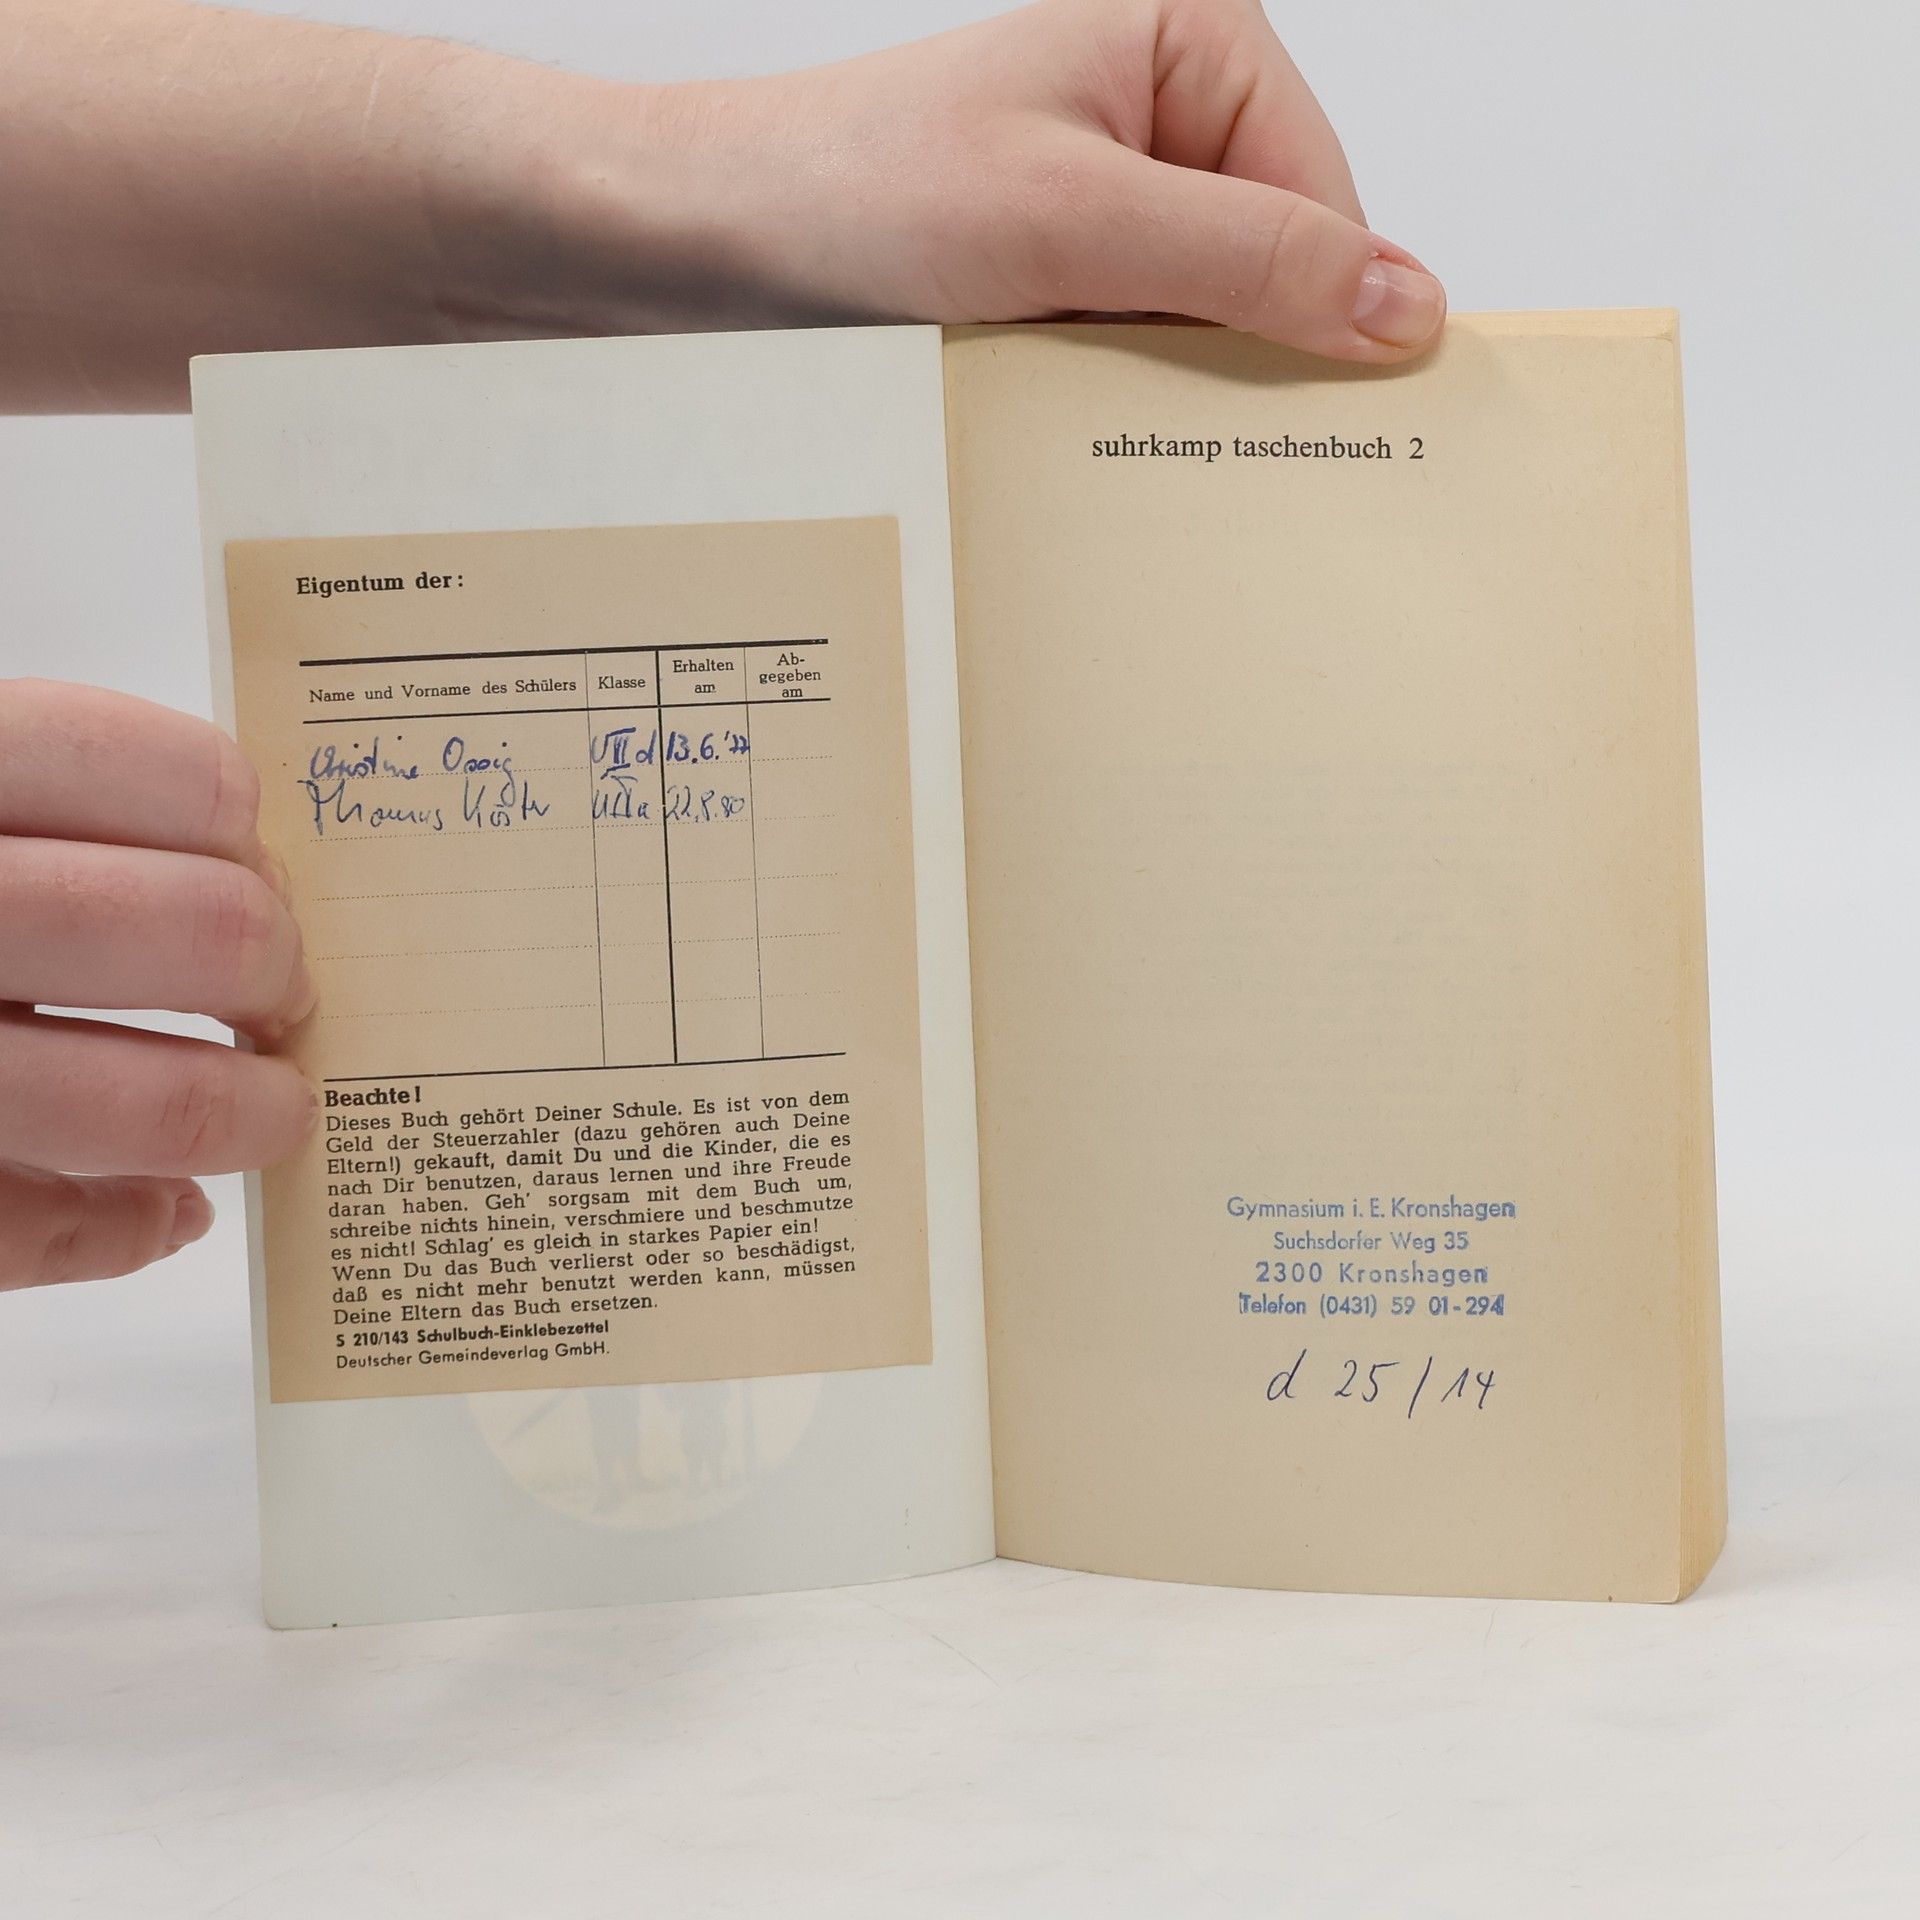 Eigentum der:
Name und Vorname des Schülers Klasse Erhalten am Ab-gegeben am
Christine Ossig UIII d 13.6.'77
Thomas UIIIa 22.8.80
Beachte!
Dieses Buch gehört Deiner Schule. Es ist von dem
Geld der Steuerzahler (dazu gehören auch Deine
Eltern!) gekauft, damit Du und die Kinder, die es
nach Dir benutzen, daraus lernen und ihre Freude
daran haben. Geh' sorgsam mit dem Buch um,
schreibe nichts hinein, verschmiere und beschmutze
es nicht! Schlag' es gleich in starkes Papier ein!
Wenn Du das Buch verlierst oder so beschädigst,
daß es nicht mehr benutzt werden kann, müssen
Deine Eltern das Buch ersetzen.
S 210/143 Schulbuch-Einklebezettel
Deutscher Gemeindeverlag GmbH.
suhrkamp taschenbuch 2
Gymnasium i. E. Kronshagen
Suchsdorfer Weg 35
2300 Kronshagen
Telefon (0431) 59 01-294
d 25/14